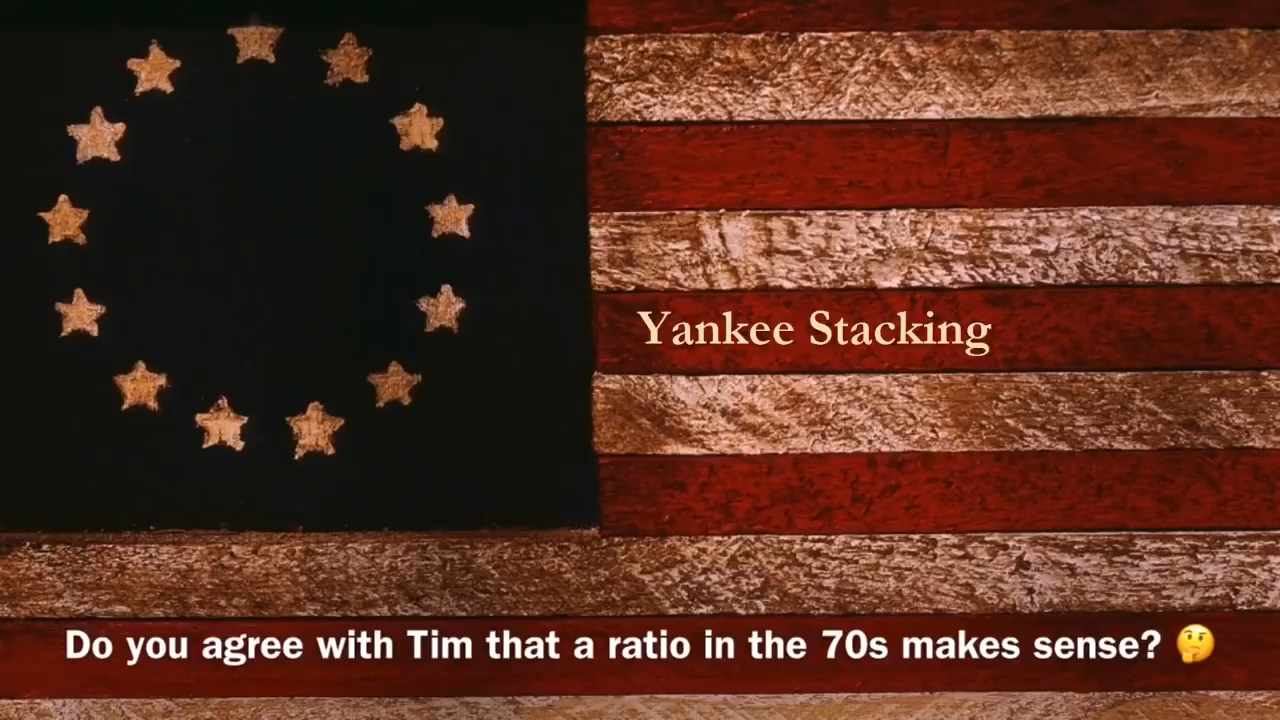 Yankee Stacking
Do you agree with Tim that a ratio in the 70s makes sense? 🤔